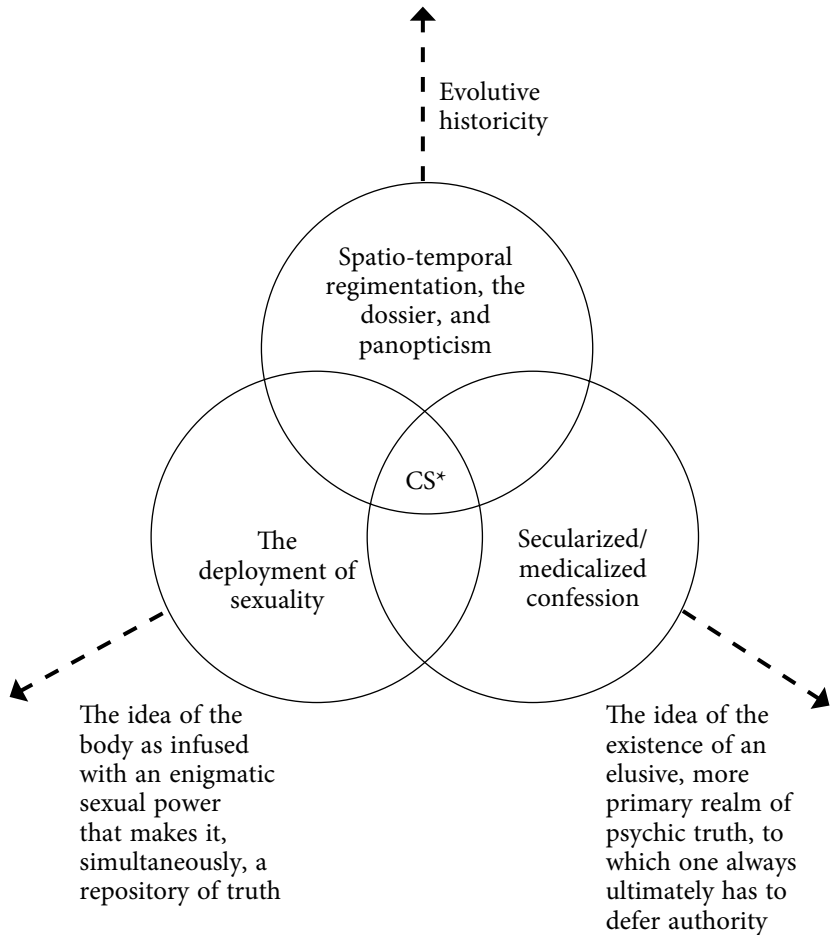 Evolutive
historicity
Spatio-temporal
regimentation, the
dossier, and
panopticism
CS*
The
deployment of
sexuality
Secularized/
medicalized
confession
The idea of the
body as infused
with an enigmatic
sexual power
that makes it,
simultaneously, a
repository of truth
The idea of the
existence of an
elusive, more
primary realm of
psychic truth, to
which one always
ultimately has to
defer authority